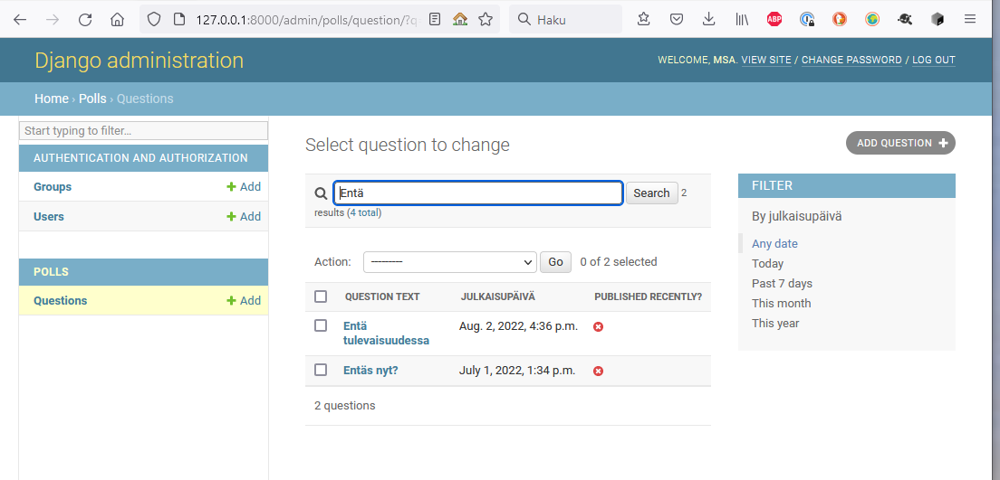 127.0.0.1:8000/admin/polls/question/?q
Haku
ABP
Django administration
WELCOME, MSA. VIEW SITE / CHANGE PASSWORD / LOG OUT
Home › Polls › Questions
Start typing to filter...
AUTHENTICATION AND AUTHORIZATION
Groups + Add
Users + Add
POLLS
Questions + Add
Select question to change
ADD QUESTION +
Entä Search 2
results (4 total)
Action: --------- Go 0 of 2 selected
QUESTION TEXT JULKAISUPÄIVÄ PUBLISHED RECENTLY?
Entä
tulevaisuudessa Aug. 2, 2022, 4:36 p.m.
Entäs nyt? July 1, 2022, 1:34 p.m.
2 questions
FILTER
By julkaisupäivä
Any date
Today
Past 7 days
This month
This year